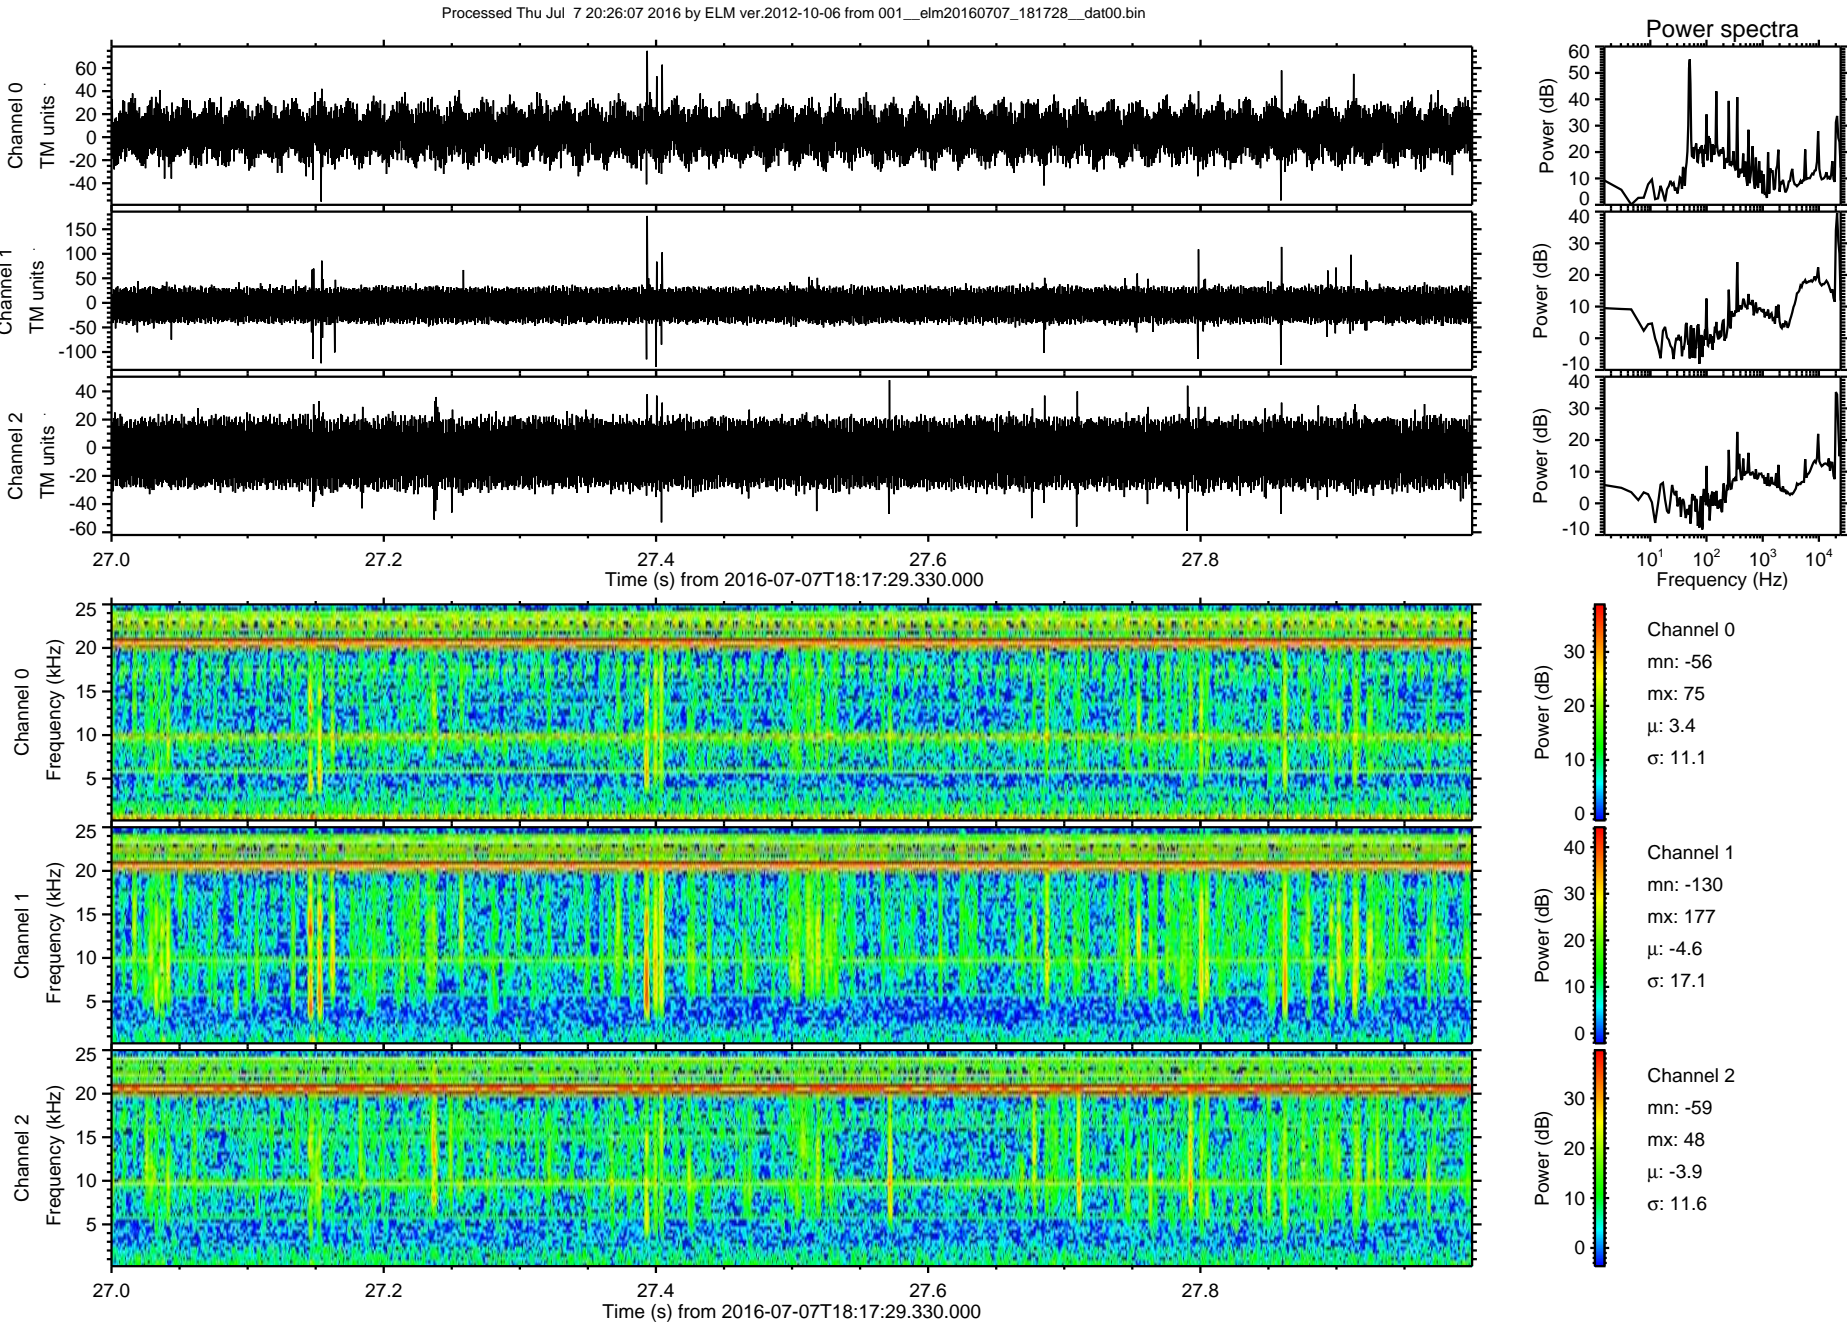 Processed Thu Jul  7 20:26:07 2016 by ELM ver.2012-10-06 from 001__elm20160707_181728__dat00.bin
Power spectra
Channel 0
TM units
60
40
20
0
-20
-40
Power (dB)
60
50
40
30
20
10
0
Channel 1
TM units
150
100
50
0
-50
-100
Power (dB)
40
30
20
10
0
-10
Channel 2
TM units
40
20
0
-20
-40
-60
Power (dB)
40
30
20
10
0
-10
27.0 27.2 27.4 27.6 27.8
Time (s) from 2016-07-07T18:17:29.330.000
10¹ 10² 10³ 10⁴
Frequency (Hz)
Channel 0
Frequency (kHz)
25
20
15
10
5
Power (dB)
30
20
10
0
Channel 0
mn: -56
mx: 75
μ: 3.4
σ: 11.1
Channel 1
Frequency (kHz)
25
20
15
10
5
Power (dB)
40
30
20
10
0
Channel 1
mn: -130
mx: 177
μ: -4.6
σ: 17.1
Channel 2
Frequency (kHz)
25
20
15
10
5
Power (dB)
30
20
10
0
Channel 2
mn: -59
mx: 48
μ: -3.9
σ: 11.6
27.0 27.2 27.4 27.6 27.8
Time (s) from 2016-07-07T18:17:29.330.000